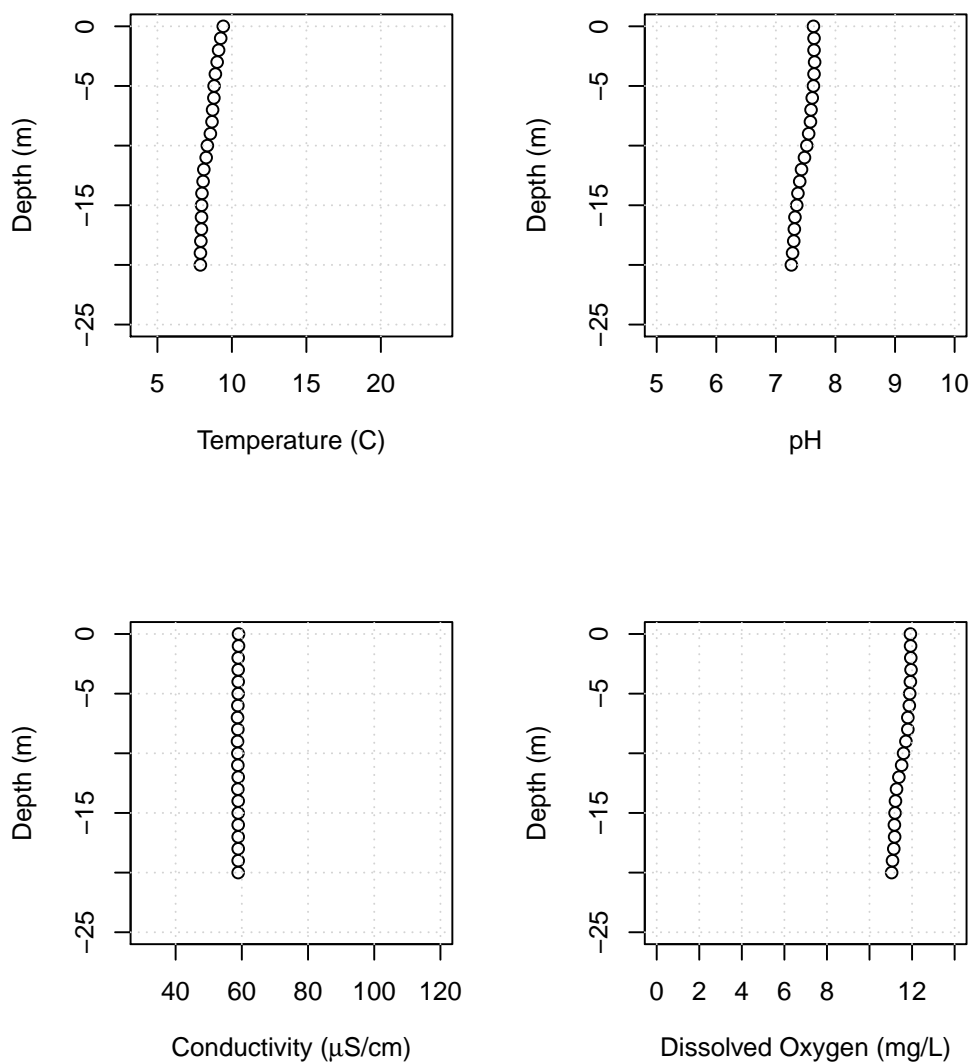 0
−5
−15
−25
Depth (m)
5 10 15 20
Temperature (C)
0
−5
−15
−25
Depth (m)
5 6 7 8 9 10
pH
0
−5
−15
−25
Depth (m)
40 60 80 100 120
Conductivity (μS/cm)
0
−5
−15
−25
Depth (m)
0 2 4 6 8 12
Dissolved Oxygen (mg/L)